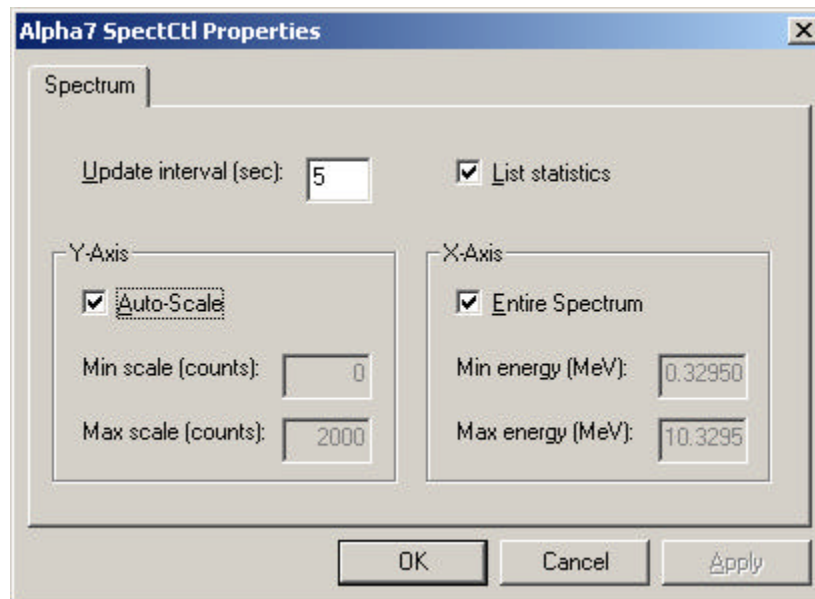 Alpha7 SpectCtl Properties
Spectrum
Update interval (sec): 5
List statistics
Y-Axis
Auto-Scale
Min scale (counts): 0
Max scale (counts): 2000
X-Axis
Entire Spectrum
Min energy (MeV): 0.32950
Max energy (MeV): 10.3295
OK Cancel Apply